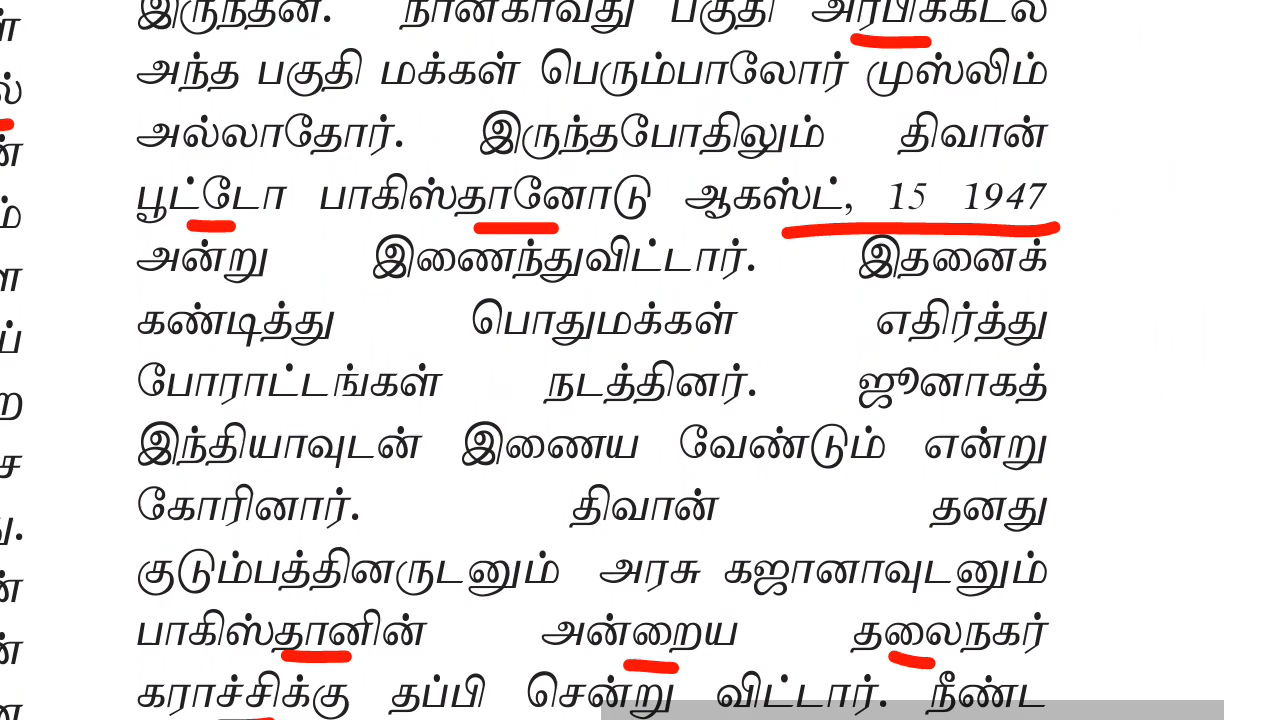 இருந்தன. நான்காவது பகுதி அரபிக்கடல்
அந்த பகுதி மக்கள் பெரும்பாலோர் முஸ்லிம்
அல்லாதோர். இருந்தபோதிலும் திவான்
பூட்டோ பாகிஸ்தானோடு ஆகஸ்ட், 15 1947
அன்று இணைந்துவிட்டார். இதனைக்
கண்டித்து பொதுமக்கள் எதிர்த்து
போராட்டங்கள் நடத்தினர். ஜூனாகத்
இந்தியாவுடன் இணைய வேண்டும் என்று
கோரினார். திவான் தனது
குடும்பத்தினருடனும் அரசு கஜானாவுடனும்
பாகிஸ்தானின் அன்றைய தலைநகர்
கராச்சிக்கு தப்பி சென்று விட்டார். நீண்ட